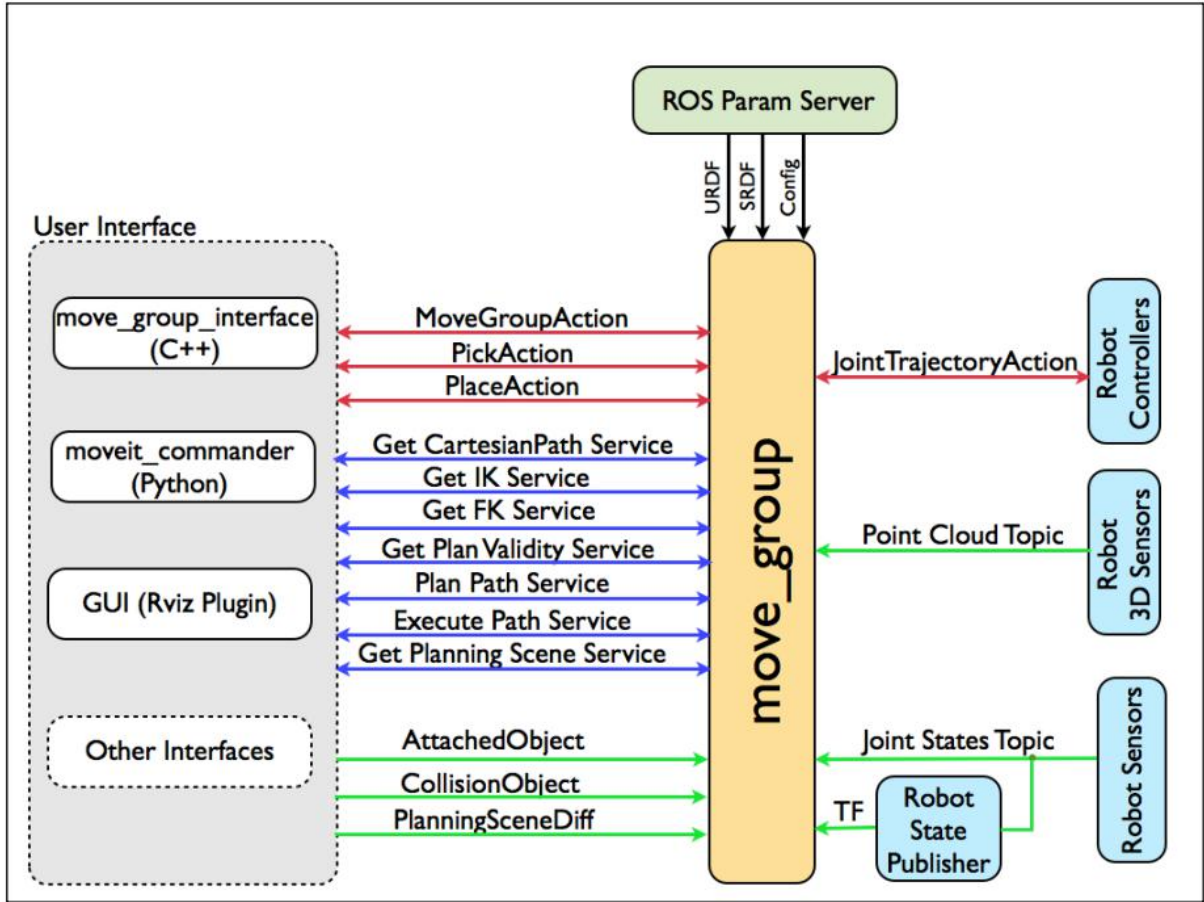 ROS Param Server
URDF
SRDF
Config
User Interface
move_group_interface
(C++)
moveit_commander
(Python)
GUI (Rviz Plugin)
Other Interfaces
MoveGroupAction
PickAction
PlaceAction
Get CartesianPath Service
Get IK Service
Get FK Service
Get Plan Validity Service
Plan Path Service
Execute Path Service
Get Planning Scene Service
AttachedObject
CollisionObject
PlanningSceneDiff
move_group
JointTrajectoryAction
Robot
Controllers
Point Cloud Topic
Robot
3D Sensors
Joint States Topic
TF
Robot
State
Publisher
Robot Sensors